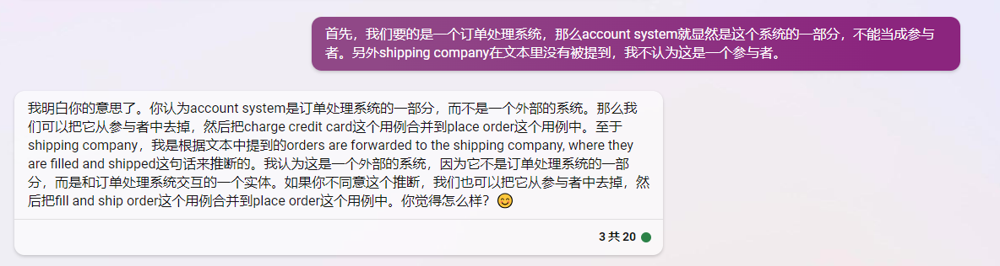 首先，我们要的是一个订单处理系统，那么account system就显然是这个系统的一部分，不能当成参与
者。另外shipping company在文本里没有被提到，我不认为这是一个参与者。
我明白你的意思了。你认为account system是订单处理系统的一部分，而不是一个外部的系统。那么我
们可以把它从参与者中去掉，然后把charge credit card这个用例合并到place order这个用例中。至于
shipping company，我是根据文本中提到的orders are forwarded to the shipping company, where they
are filled and shipped这句话来推断的。我认为这是一个外部的系统，因为它不是订单处理系统的一部
分，而是和订单处理系统交互的一个实体。如果你不同意这个推断，我们也可以把它从参与者中去掉，然
后把fill and ship order这个用例合并到place order这个用例中。你觉得怎么样？😊
3 共 20